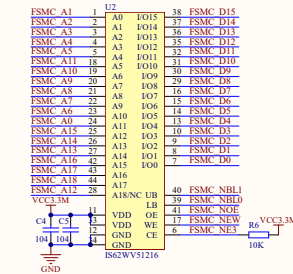 U2
FSMC_A1 1 A0 I/O15 38 FSMC_D15
FSMC_A2 2 A1 I/O14 37 FSMC_D14
FSMC_A3 3 A2 I/O13 36 FSMC_D13
FSMC_A4 4 A3 I/O12 35 FSMC_D12
FSMC_A5 5 A4 I/O11 32 FSMC_D11
FSMC_A11 18 A5 I/O10 31 FSMC_D10
FSMC_A10 19 A6 I/O9 30 FSMC_D9
FSMC_A9 20 A7 I/O8 29 FSMC_D8
FSMC_A8 21 A8 I/O7 16 FSMC_D7
FSMC_A7 22 A9 I/O6 15 FSMC_D6
FSMC_A6 23 A10 I/O5 14 FSMC_D5
FSMC_A0 24 A11 I/O4 13 FSMC_D4
FSMC_A15 25 A12 I/O3 10 FSMC_D3
FSMC_A14 26 A13 I/O2 9 FSMC_D2
FSMC_A13 27 A14 I/O1 8 FSMC_D1
FSMC_A16 42 A15 I/O0 7 FSMC_D0
FSMC_A17 43 A16
FSMC_A18 44 A17
FSMC_A12 28 A18/NC UB 40 FSMC_NBL1
VCC3.3M LB 39 FSMC_NBL0
11 VDD OE 41 FSMC_NOE
C4 C5 VDD WE 17 FSMC_NEW VCC3.3M
104 104 12 GND CE 6 FSMC_NE3 R6
GND 10K
IS62WV51216
GND